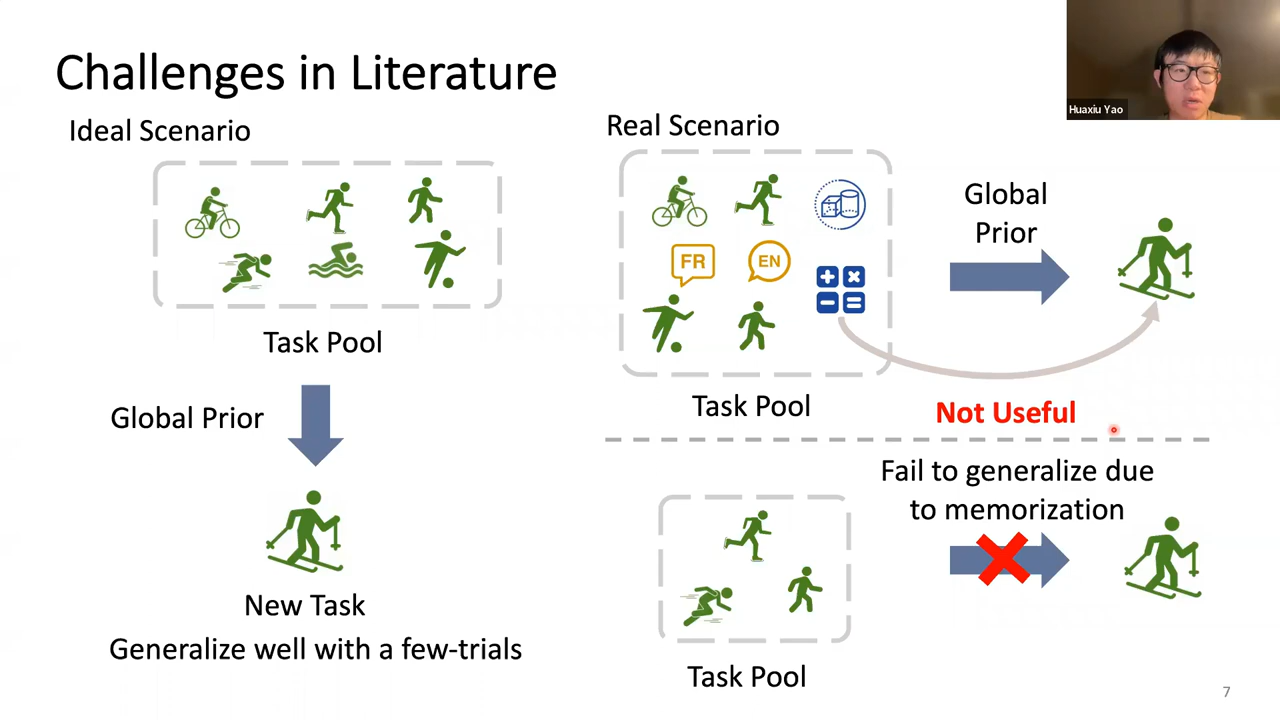 Challenges in Literature
Huaxiu Yao
Ideal Scenario
Task Pool
Global Prior
New Task
Generalize well with a few-trials
Real Scenario
FR
EN
Task Pool
Global
Prior
Not Useful
Fail to generalize due
to memorization
Task Pool
7